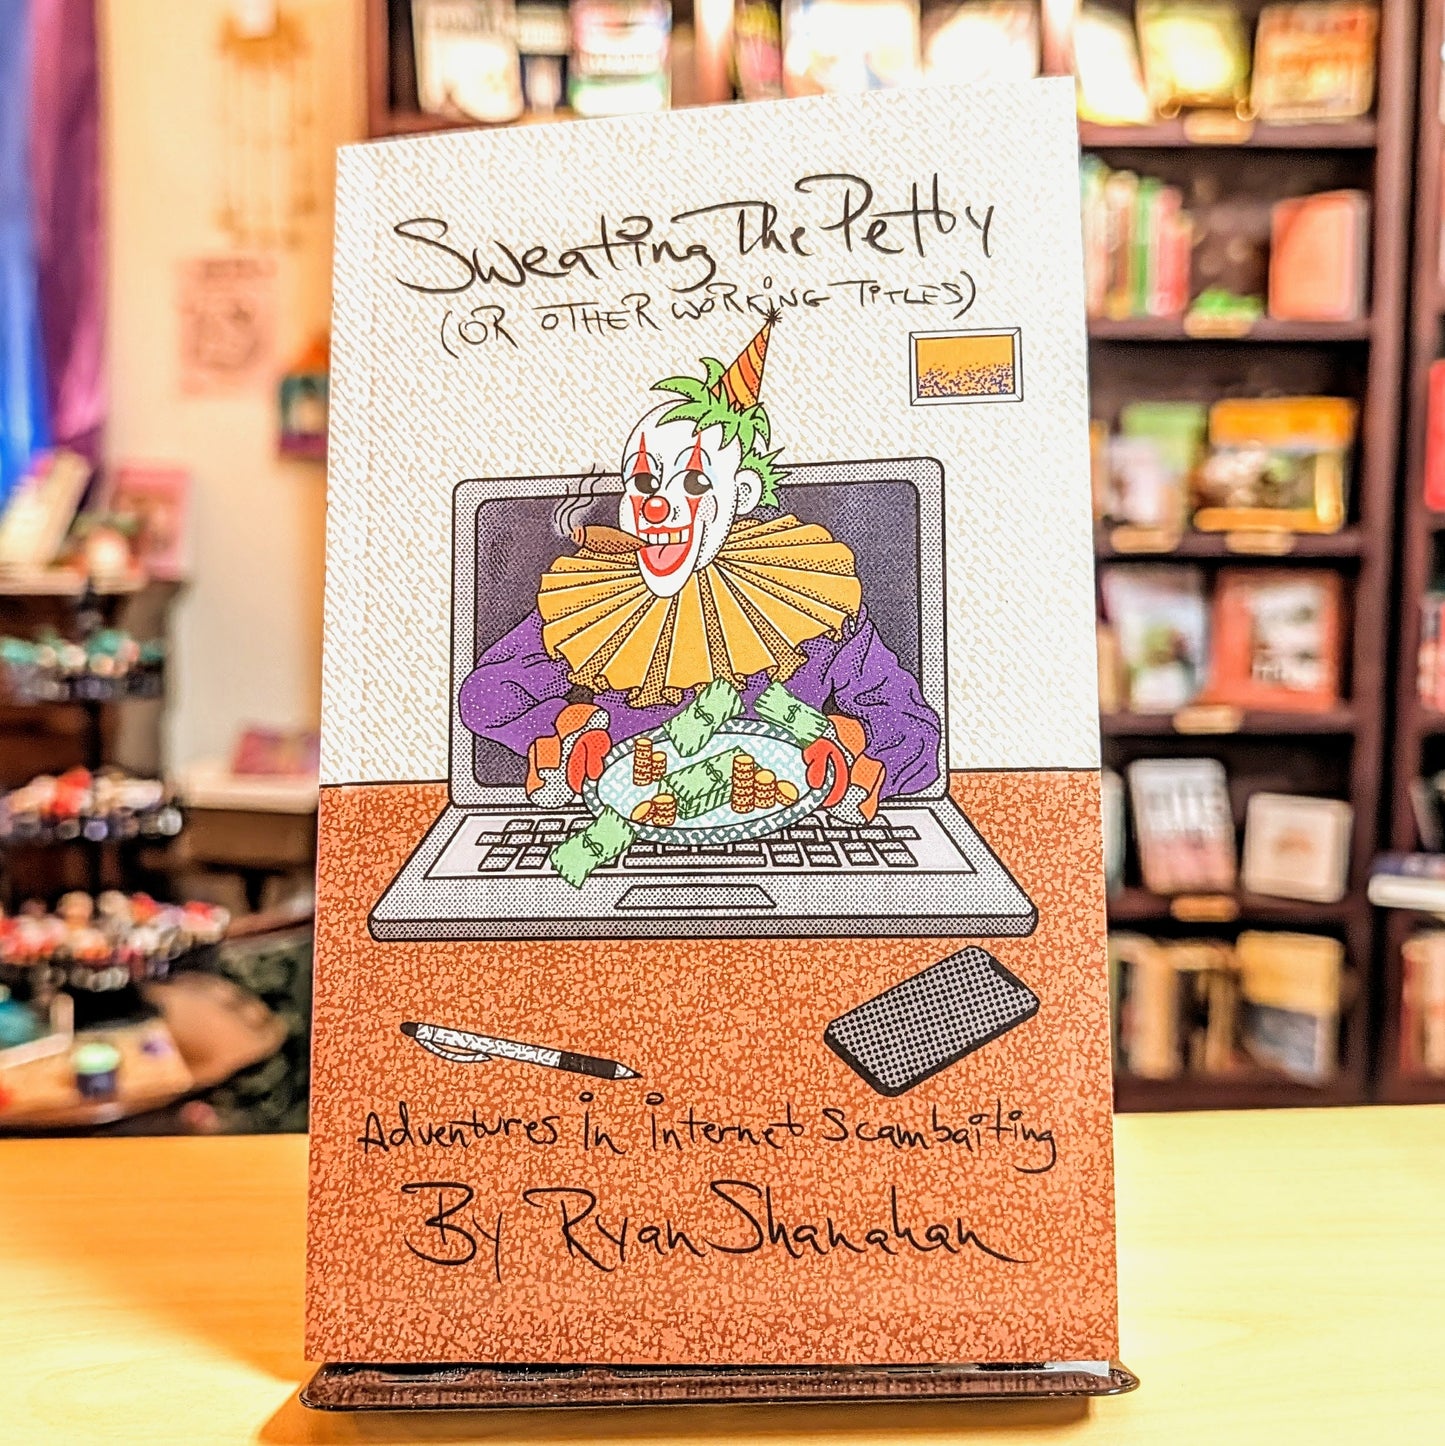 Sweating The Petty
(OR OTHER WORKING TITLES)
$
$
$
$
Adventures in internet Scambaiting
By Ryan Shanahan